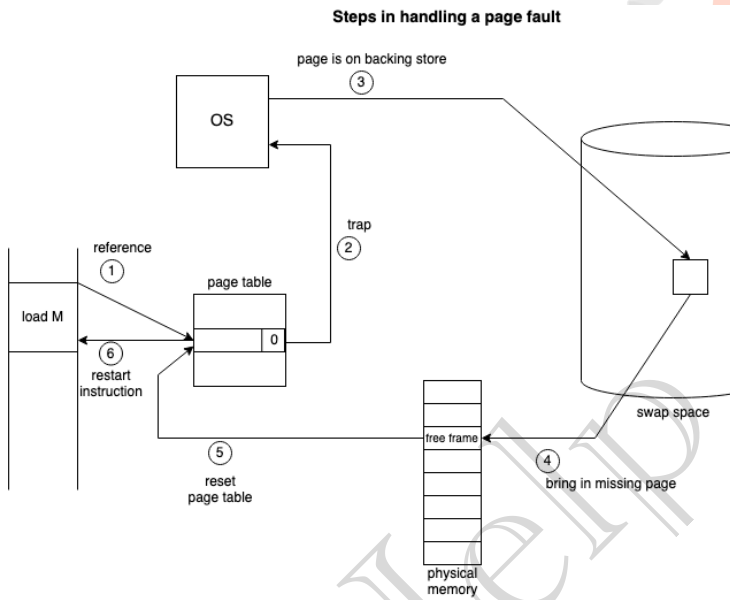 Steps in handling a page fault
page is on backing store
3
OS
trap
2
reference
1
page table
load M
0
6
restart
instruction
swap space
free frame
5
reset
page table
4
bring in missing page
physical
memory